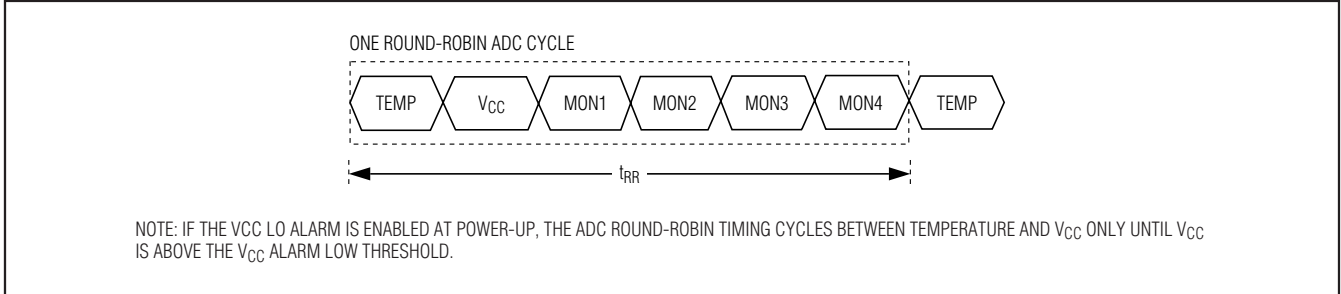 ONE ROUND-ROBIN ADC CYCLE
TEMP VCC MON1 MON2 MON3 MON4 TEMP
tRR
NOTE: IF THE VCC LO ALARM IS ENABLED AT POWER-UP, THE ADC ROUND-ROBIN TIMING CYCLES BETWEEN TEMPERATURE AND VCC ONLY UNTIL VCC
IS ABOVE THE VCC ALARM LOW THRESHOLD.